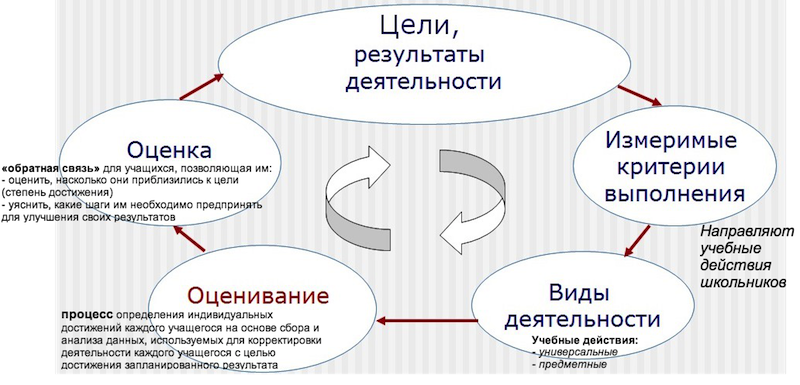 Цели,
результаты
деятельности
Измеримые
критерии
выполнения
Направляют
учебные
действия
школьников
Виды
деятельности
Учебные действия:
- универсальные
- предметные
Оценивание
процесс определения индивидуальных
достижений каждого учащегося на основе сбора и
анализа данных, используемых для корректировки
деятельности каждого учащегося с целью
достижения запланированного результата
Оценка
«обратная связь» для учащихся, позволяющая им:
- оценить, насколько они приблизились к цели
(степень достижения)
- уяснить, какие шаги им необходимо предпринять
для улучшения своих результатов